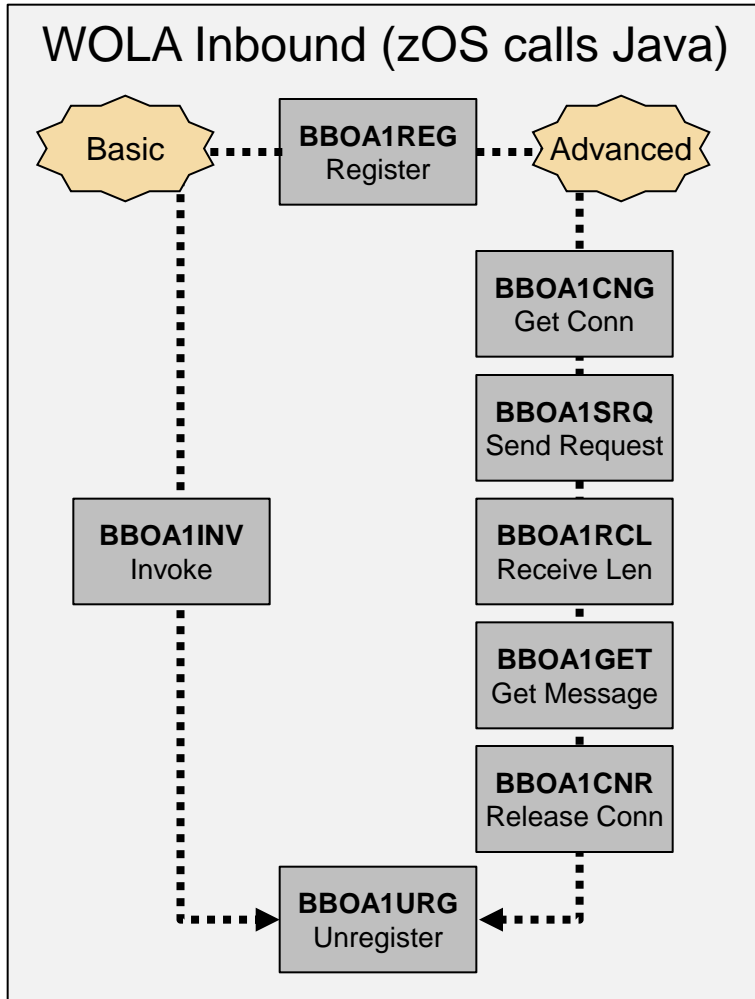 WOLA Inbound (zOS calls Java)
Basic
BBOA1REG
Register
Advanced
BBOA1CNG
Get Conn
BBOA1SRQ
Send Request
BBOA1INV
Invoke
BBOA1RCL
Receive Len
BBOA1GET
Get Message
BBOA1CNR
Release Conn
BBOA1URG
Unregister